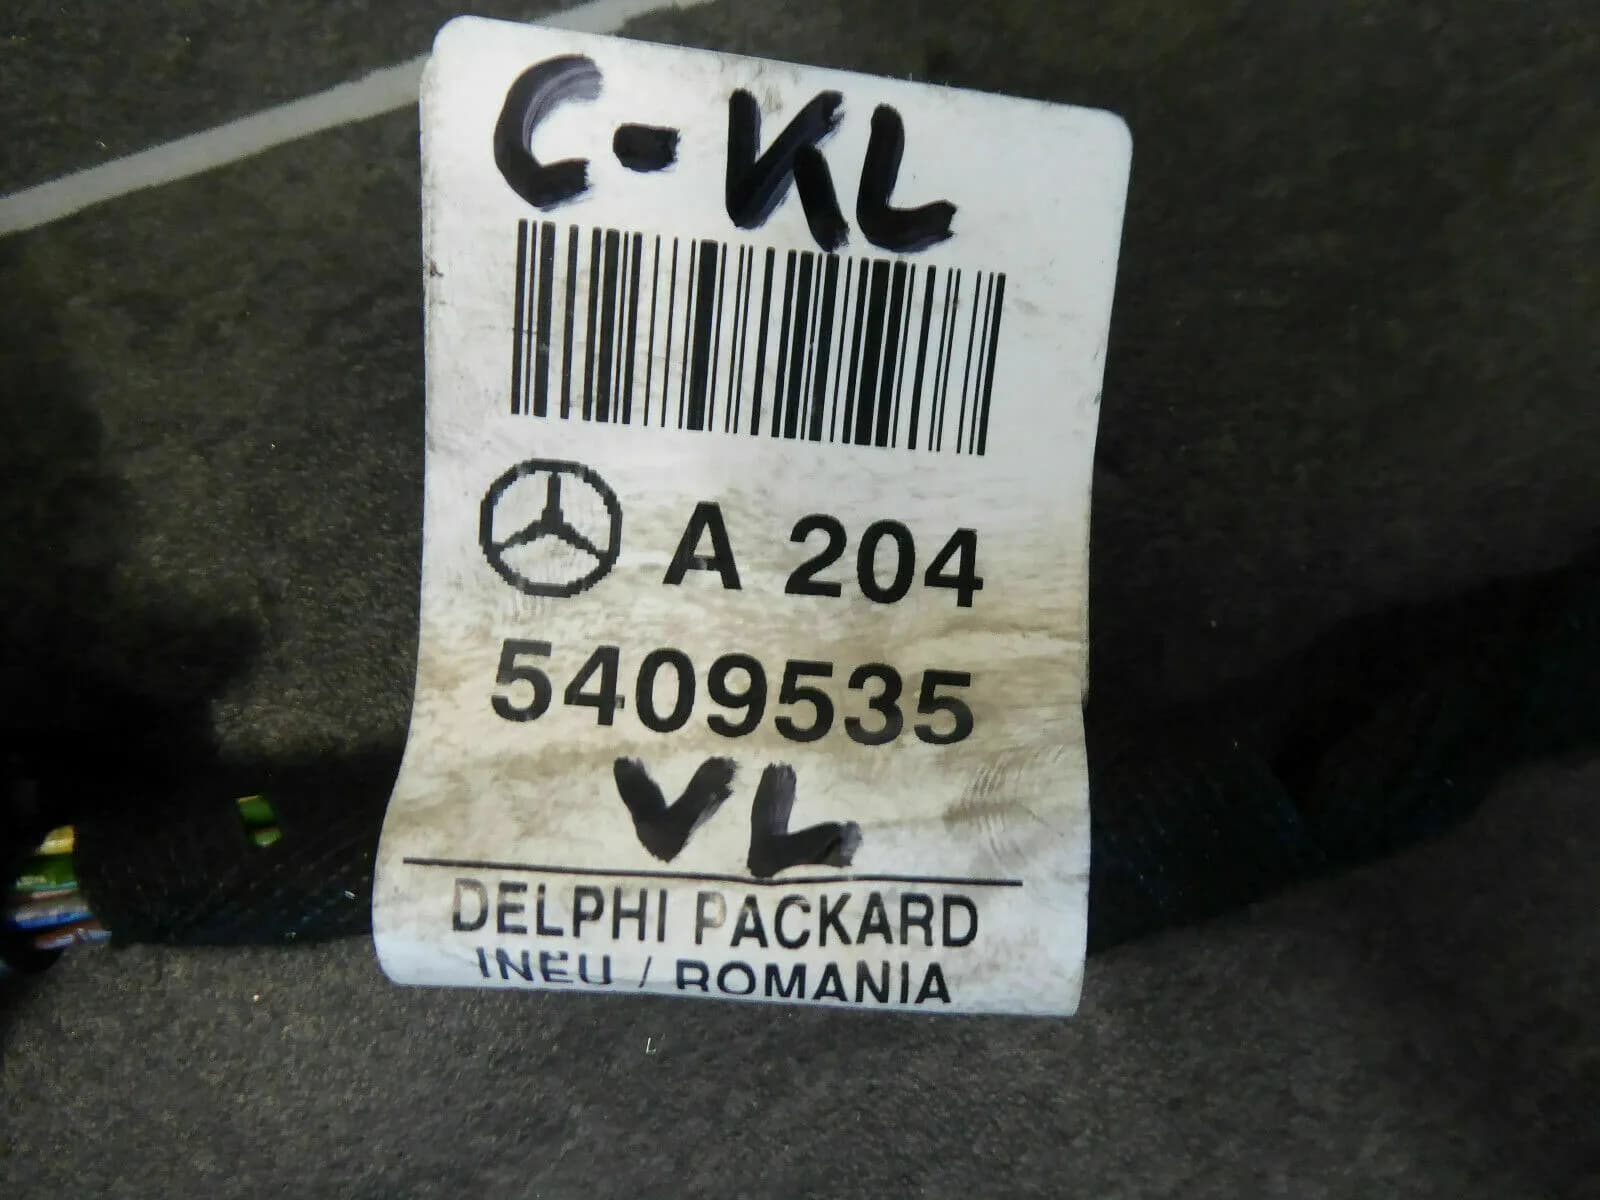 C-KL
A 204
5409535
VL
DELPHI PACKARD
INEU / ROMANIA